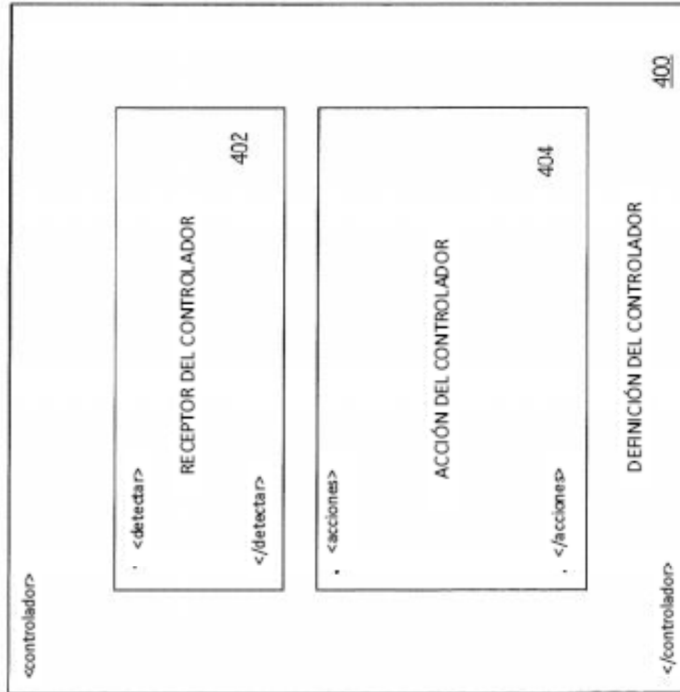 <controlador>
. <detectar>
RECEPTOR DEL CONTROLADOR
402
</detectar>
. <acciones>
ACCIÓN DEL CONTROLADOR
404
. </acciones>
DEFINICIÓN DEL CONTROLADOR
400
</controlador>